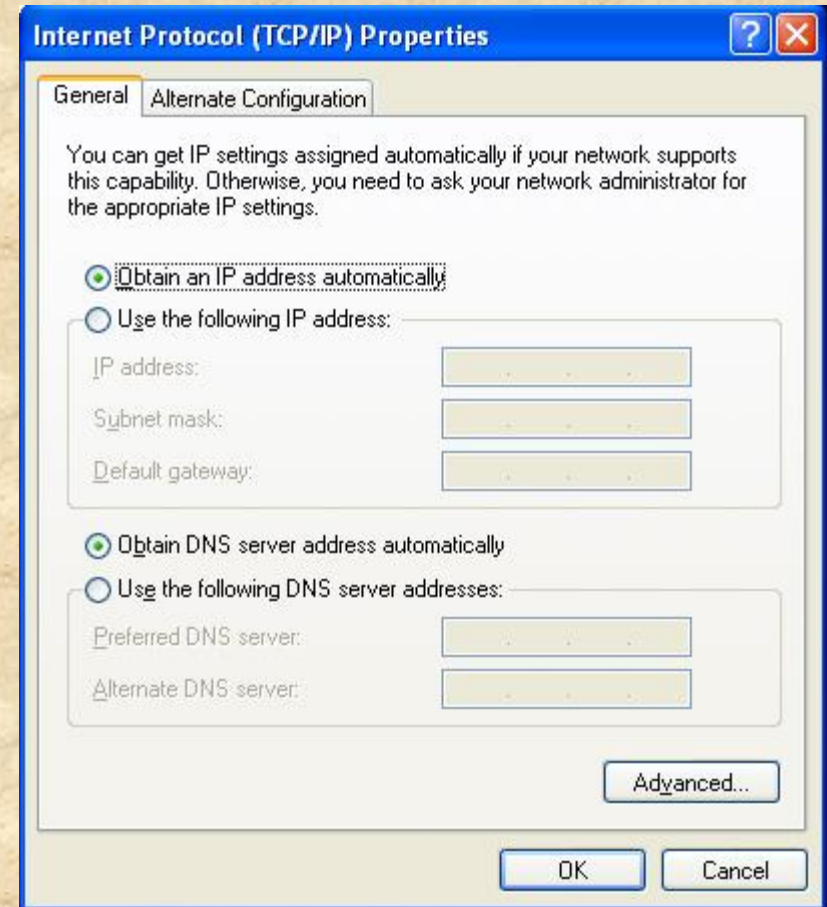 Internet Protocol (TCP/IP) Properties
?
General
Alternate Configuration
You can get IP settings assigned automatically if your network supports
this capability. Otherwise, you need to ask your network administrator for
the appropriate IP settings.
Obtain an IP address automatically
Use the following IP address:
IP address:
Subnet mask:
Default gateway:
Obtain DNS server address automatically
Use the following DNS server addresses:
Preferred DNS server:
Alternate DNS server:
Advanced...
OK
Cancel